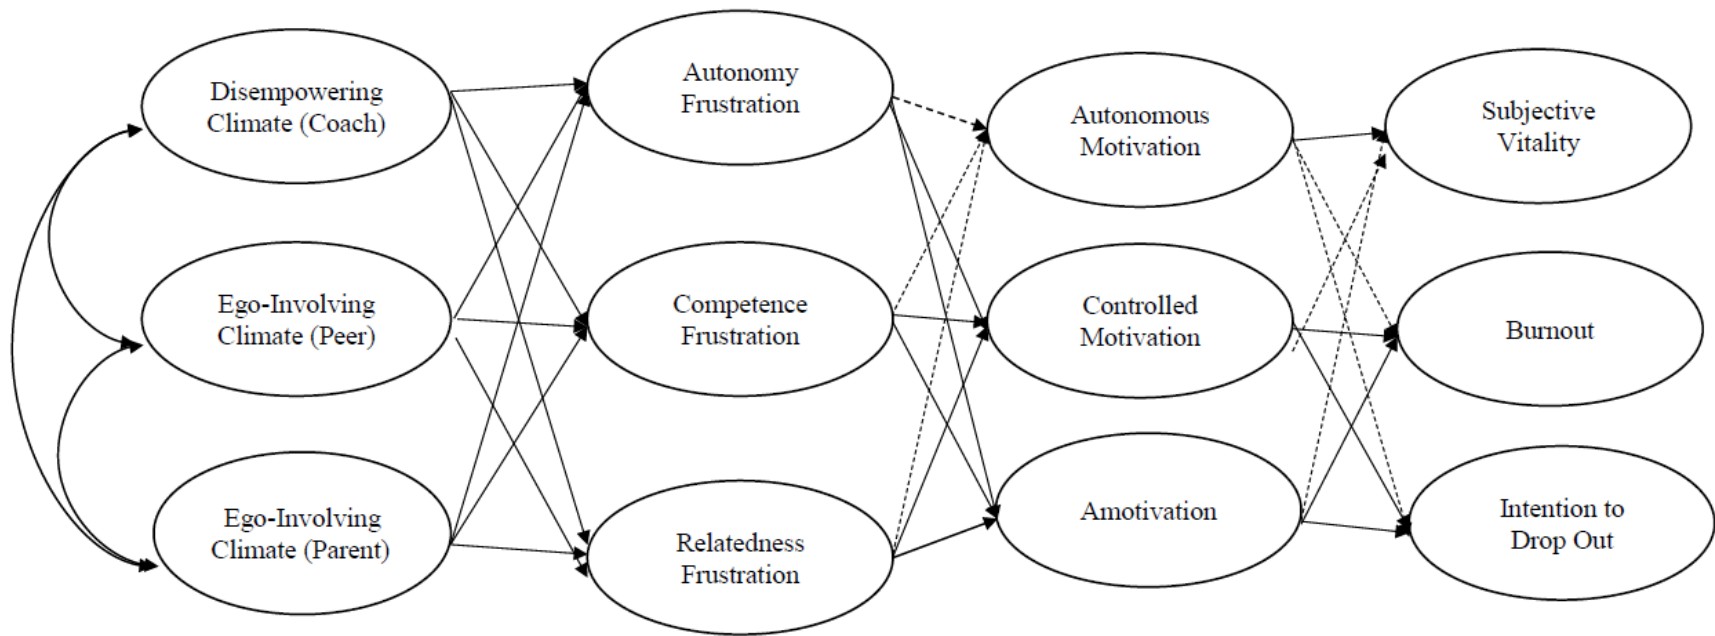 Disempowering
Climate (Coach)
Ego-Involving
Climate (Peer)
Ego-Involving
Climate (Parent)
Autonomy
Frustration
Competence
Frustration
Relatedness
Frustration
Autonomous
Motivation
Controlled
Motivation
Amotivation
Subjective
Vitality
Burnout
Intention to
Drop Out